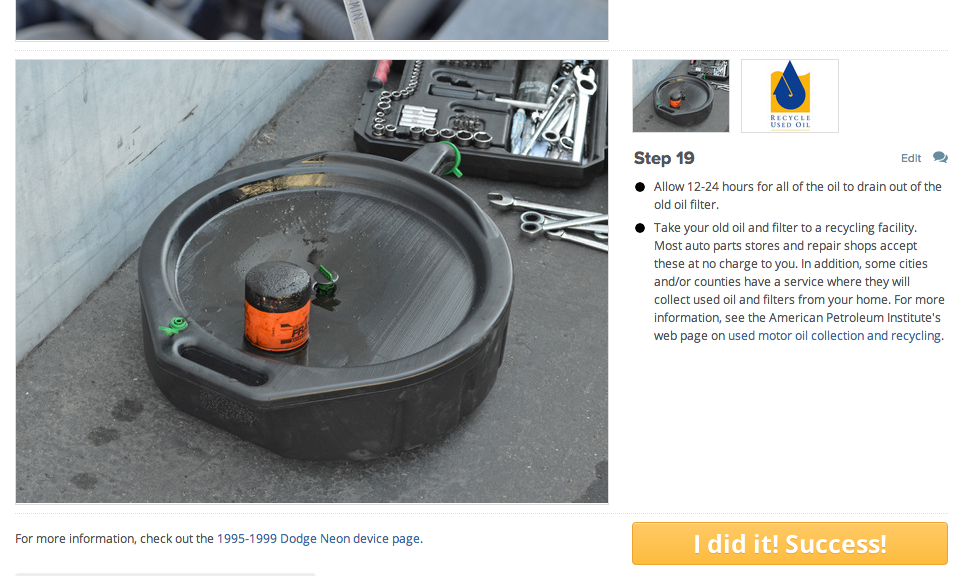 MIN.
FRA
RECYCLE
USED OIL
Step 19
Edit
Allow 12-24 hours for all of the oil to drain out of the
old oil filter.
Take your old oil and filter to a recycling facility.
Most auto parts stores and repair shops accept
these at no charge to you. In addition, some cities
and/or counties have a service where they will
collect used oil and filters from your home. For more
information, see the American Petroleum Institute's
web page on used motor oil collection and recycling.
For more information, check out the 1995-1999 Dodge Neon device page.
I did it! Success!